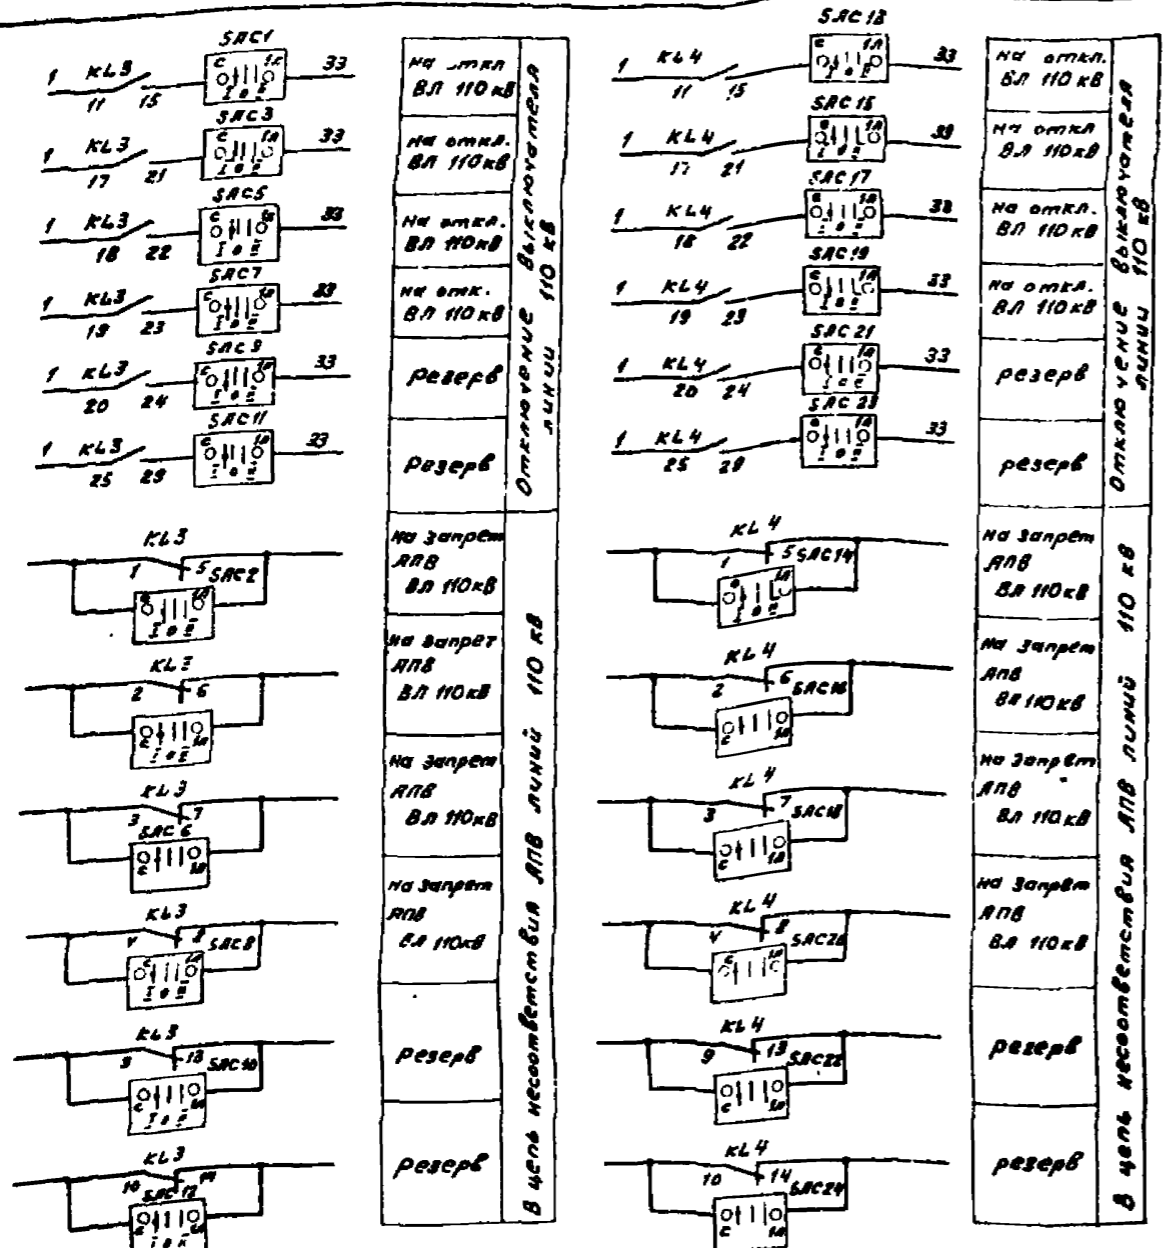 SAC1
1 KL3 33
11 15
С 1Л
I 0 II
на откл
ВЛ 110 кВ
SAC3
1 KL3 33
17 21
на откл.
ВЛ 110 кВ
SAC5
1 KL3 33
18 22
на откл.
ВЛ 110 кВ
SAC7
1 KL3 33
19 23
на отк.
ВЛ 110 кВ
SAC9
1 KL3 33
20 24
резерв
SAC11
1 KL3 33
25 29
резерв
Отключение выключателя
линии 110 кВ
KL3
1 5 SAC2
на запрет
АПВ
ВЛ 110 кВ
2 6
на запрет
АПВ
ВЛ 110 кВ
KL3
3 7
SAC6
на запрет
АПВ
ВЛ 110 кВ
KL3
4 8 SAC8
на запрет
АПВ
ВЛ 110 кВ
KL3
13 SAC10
резерв
KL3
10 14
SAC12
резерв
В цепь несоответствия АПВ линий 110 кВ
SAC13
1 KL4 33
11 15
на откл.
ВЛ 110 кВ
SAC15
1 KL4 33
17 21
на откл
ВЛ 110 кВ
SAC17
1 KL4 33
18 22
на откл.
ВЛ 110 кВ
SAC19
1 KL4 33
19 23
на откл.
ВЛ 110 кВ
SAC21
1 KL4 33
20 24
резерв
SAC23
1 KL4 33
25 29
резерв
Отключение выключателя
линии 110 кВ
KL4
1 5 SAC14
на запрет
АПВ
ВЛ 110 кВ
KL4
2 6 SAC16
на запрет
АПВ
ВЛ 110 кВ
KL4
3 7 SAC18
на запрет
АПВ
ВЛ 110 кВ
KL4
4 8 SAC20
на запрет
АПВ
ВЛ 110 кВ
KL4
9 13 SAC22
резерв
KL4
10 14 SAC24
резерв
В цепь несоответствия АПВ линий 110 кВ